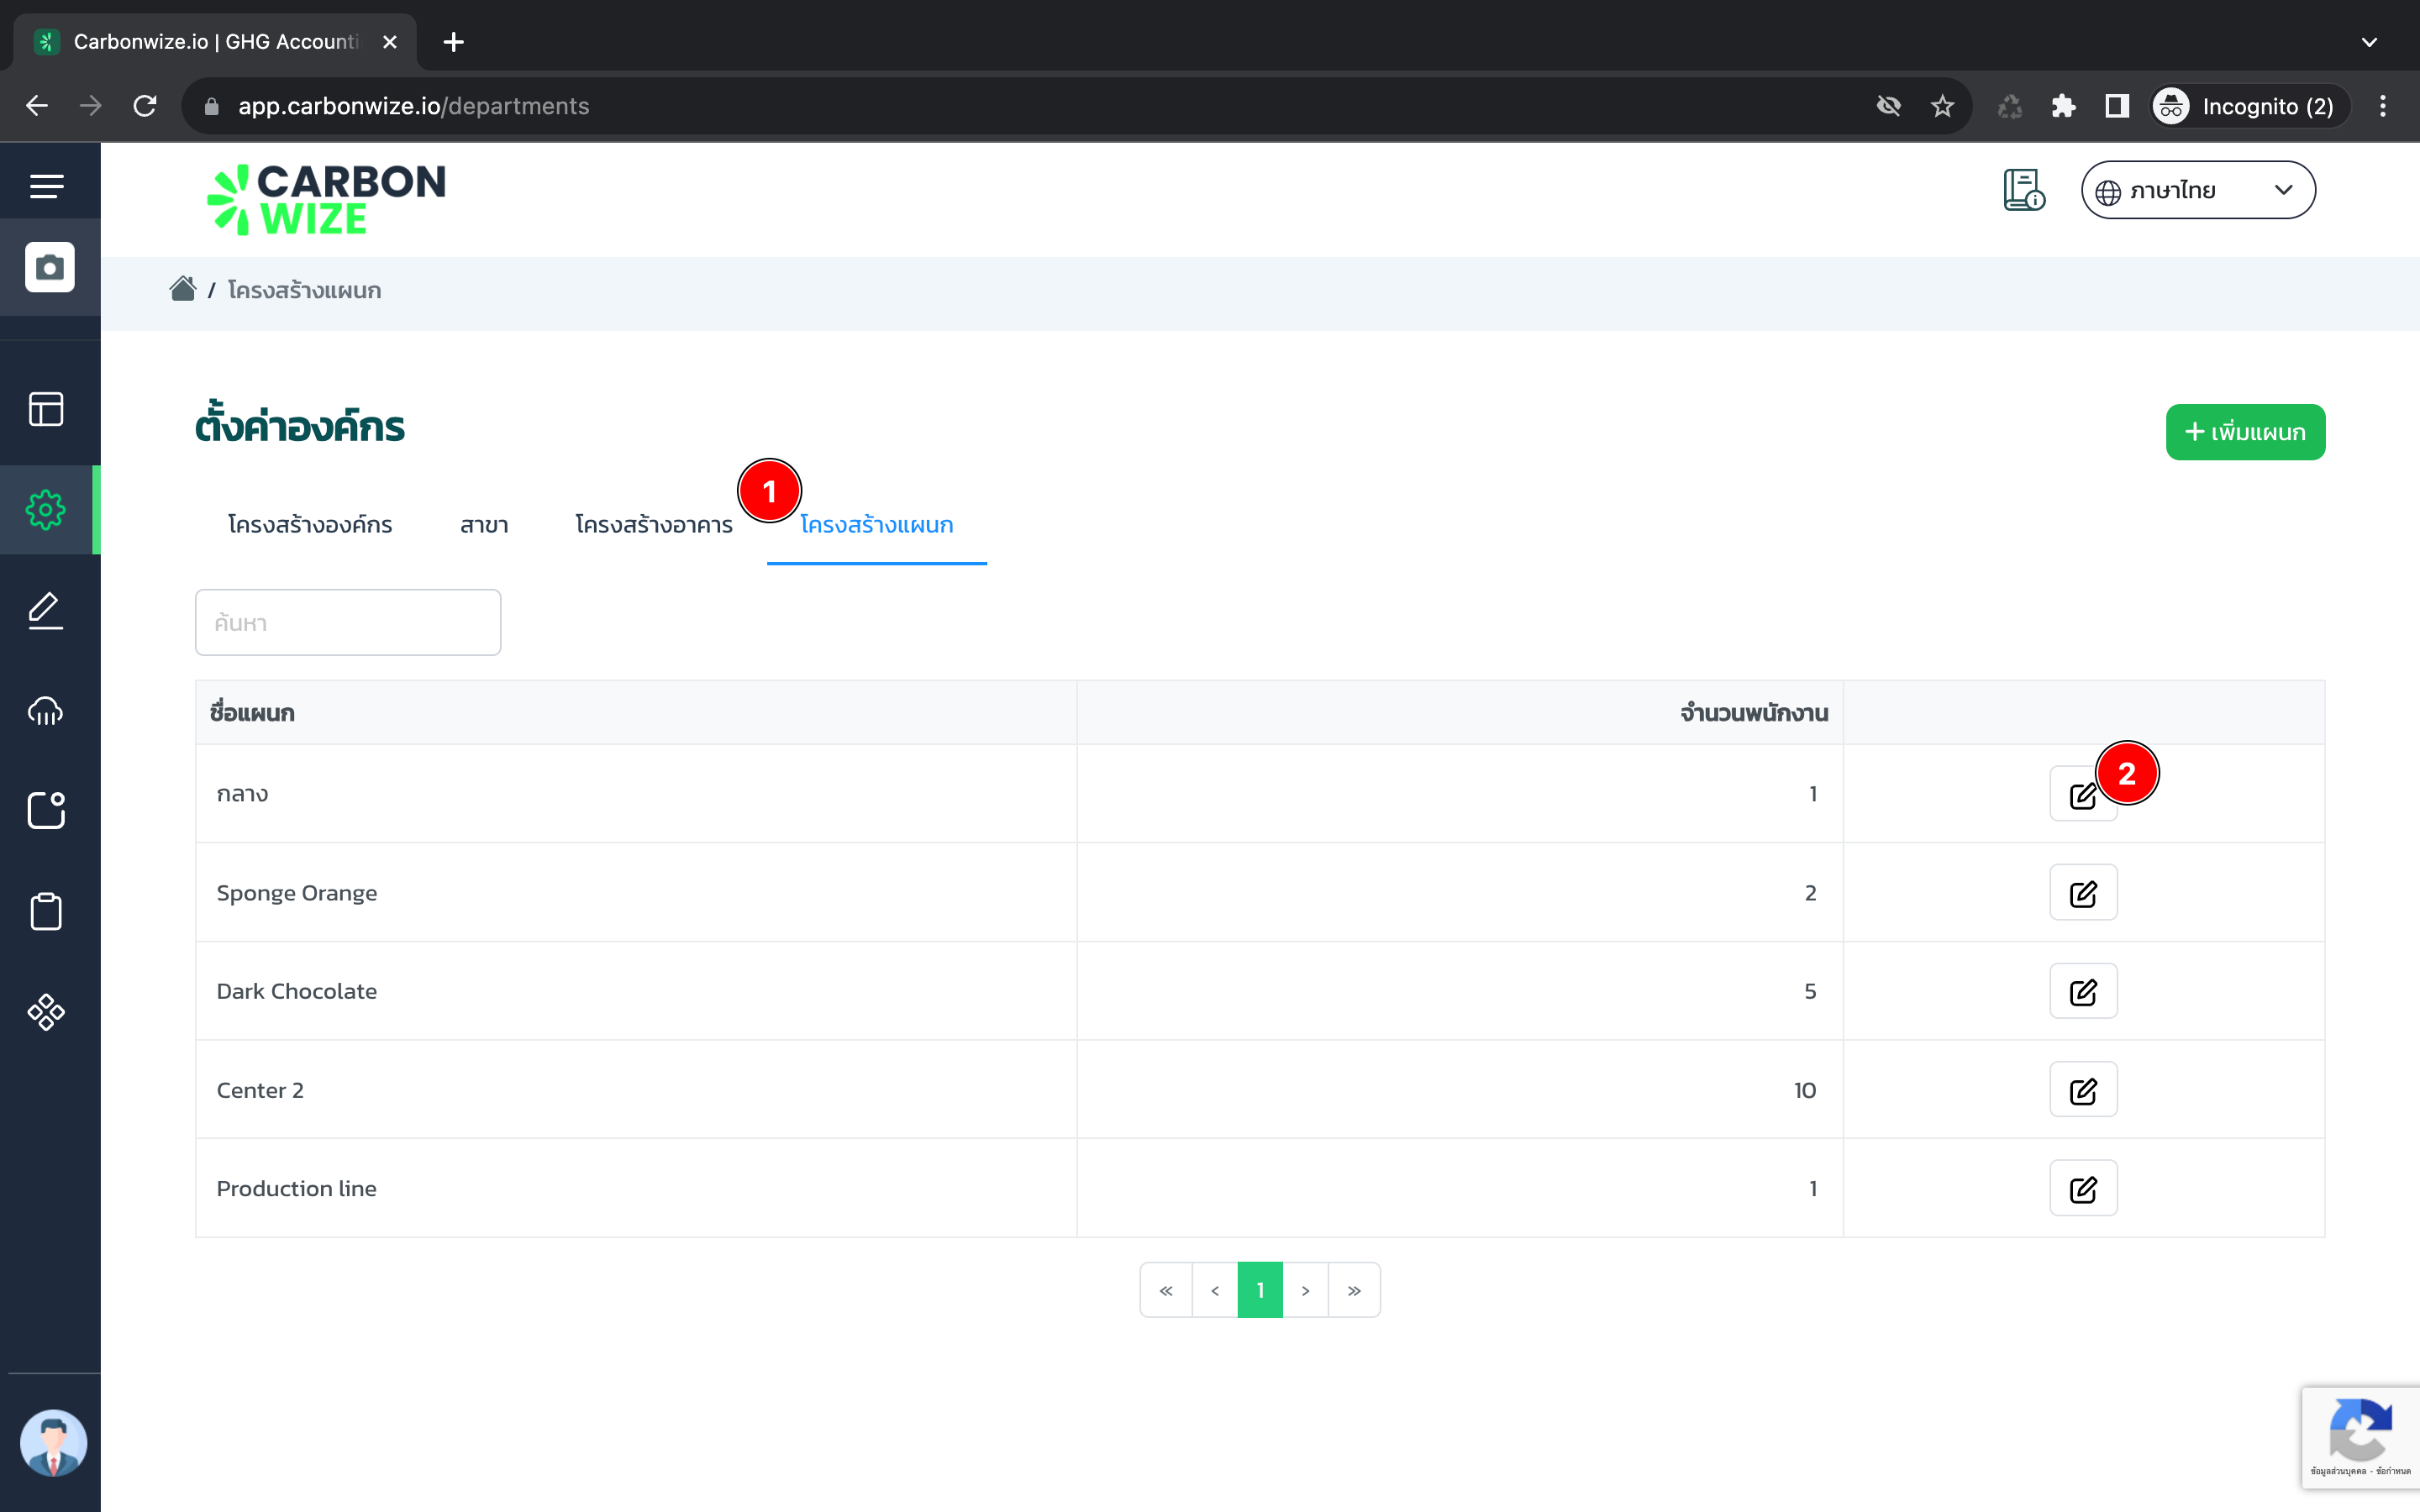 Carbonwize.io | GHG Accounti
app.carbonwize.io/departments
Incognito (2)
CARBON
WIZE
ภาษาไทย
/ โครงสร้างแผนก
ตั้งค่าองค์กร
+ เพิ่มแผนก
1
โครงสร้างองค์กร สาขา โครงสร้างอาคาร โครงสร้างแผนก
ค้นหา
ชื่อแผนก จำนวนพนักงาน
กลาง 1
2
Sponge Orange 2
Dark Chocolate 5
Center 2 10
Production line 1
« < 1 > »
ข้อมูลส่วนบุคคล - ข้อกำหนด